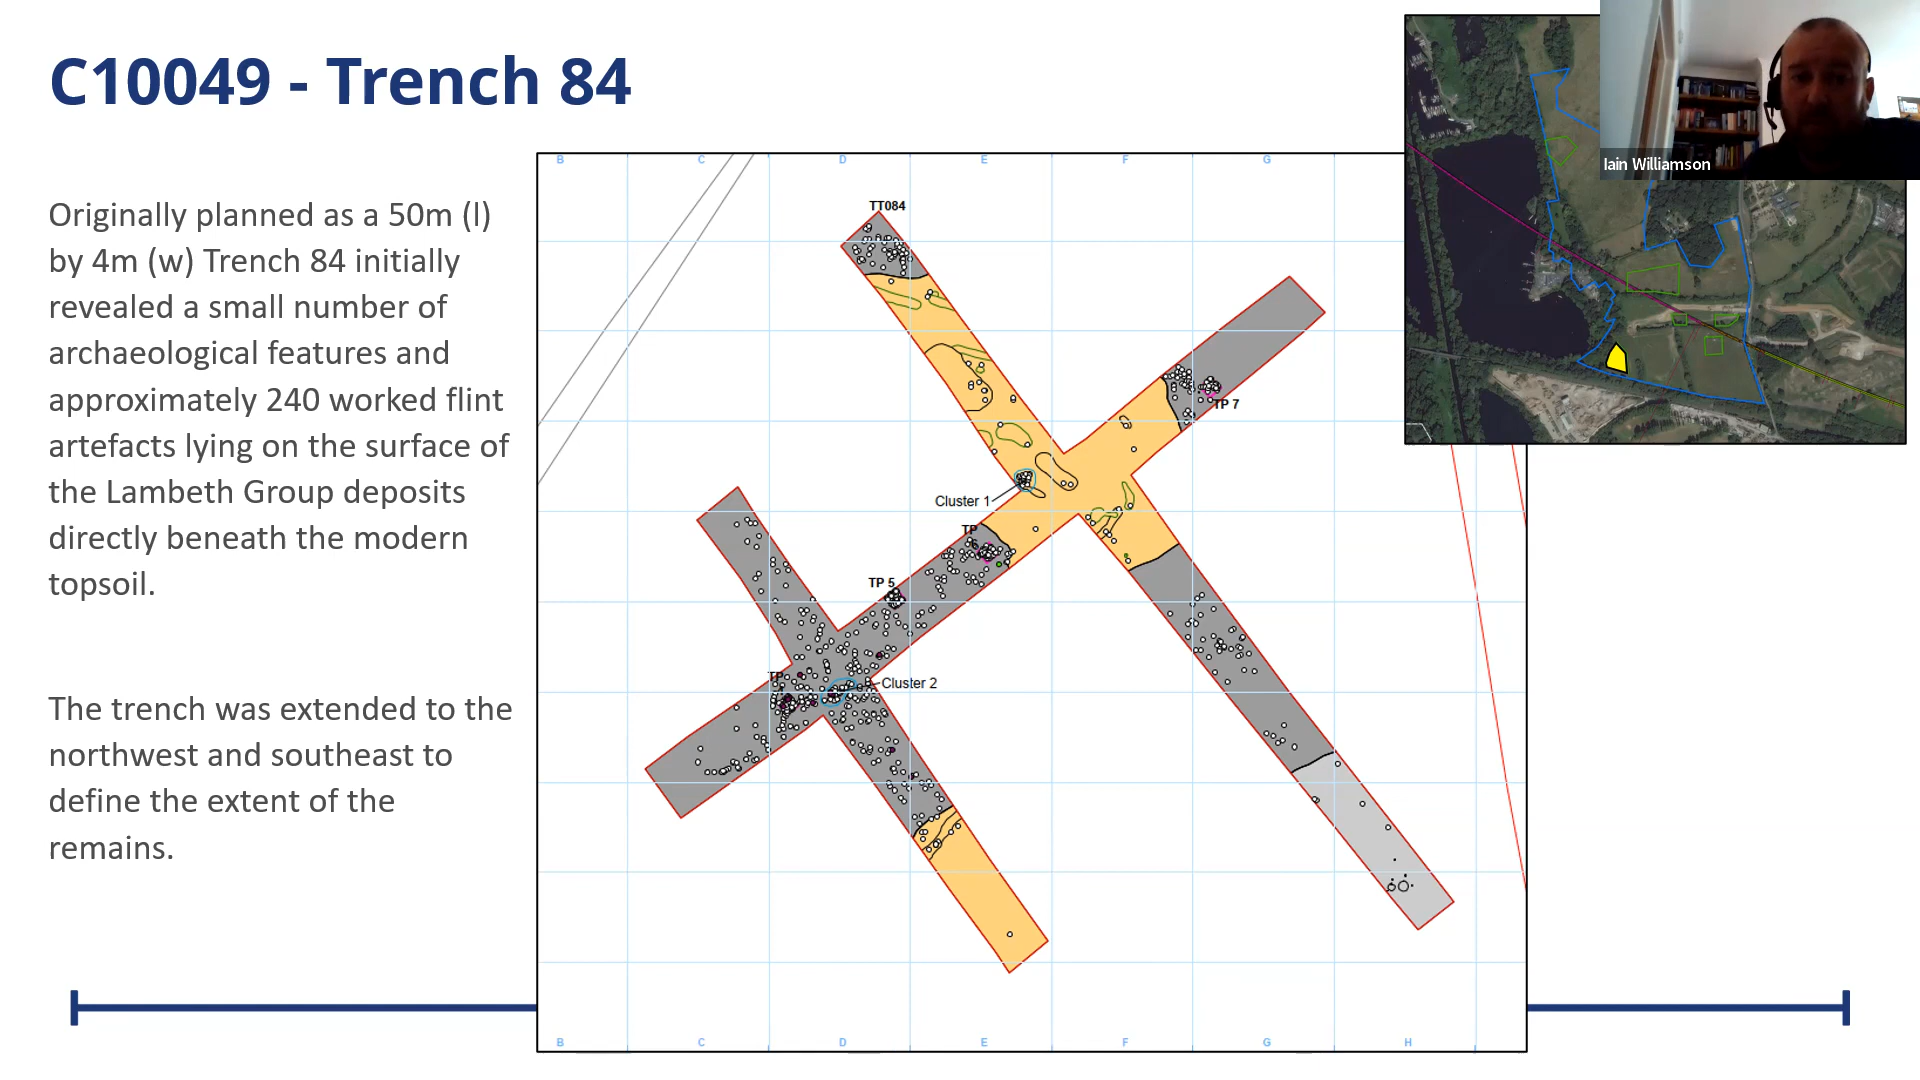 C10049 - Trench 84
Originally planned as a 50m (l)
by 4m (w) Trench 84 initially
revealed a small number of
archaeological features and
approximately 240 worked flint
artefacts lying on the surface of
the Lambeth Group deposits
directly beneath the modern
topsoil.
The trench was extended to the
northwest and southeast to
define the extent of the
remains.
B C D E F G
TT084
TP 7
Cluster 1
TP
TP 5
TP
Cluster 2
B C D E F G H
Iain Williamson